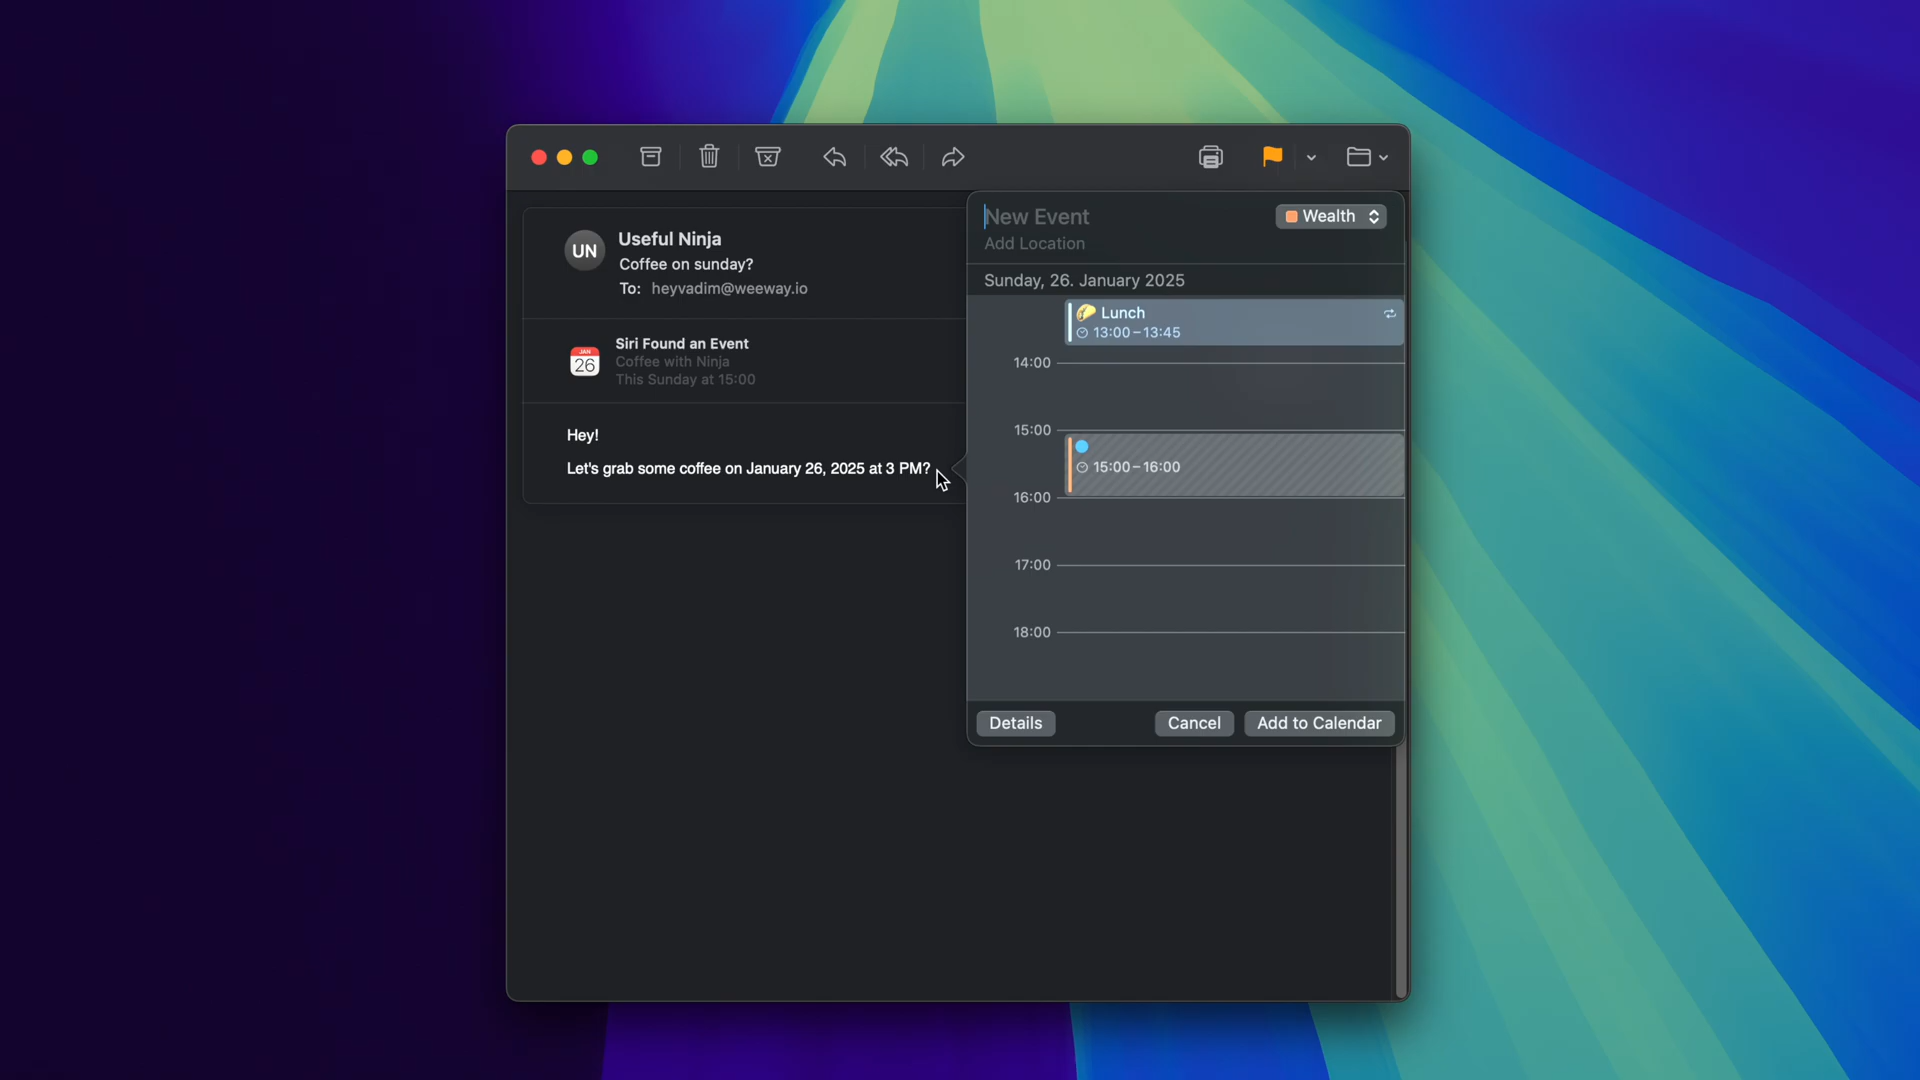 UN
Useful Ninja
Coffee on sunday?
To: heyvadim@weeway.io
JAN
26
Siri Found an Event
Coffee with Ninja
This Sunday at 15:00
Hey!
Let's grab some coffee on January 26, 2025 at 3 PM?
New Event
Wealth
Add Location
Sunday, 26. January 2025
Lunch
13:00–13:45
14:00
15:00
15:00–16:00
16:00
17:00
18:00
Details
Cancel
Add to Calendar